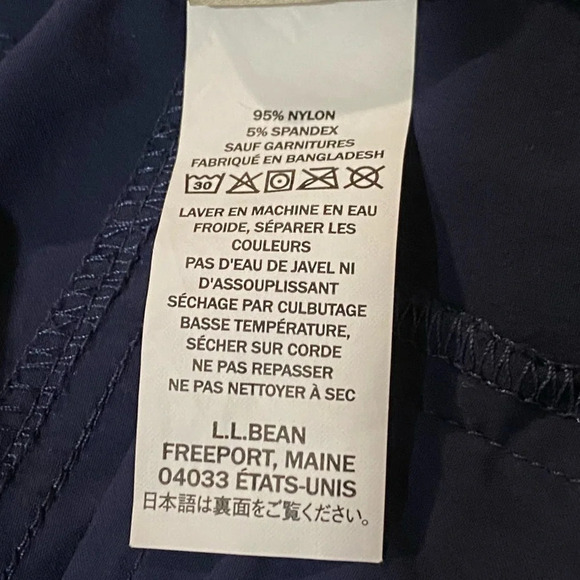 95% NYLON
5% SPANDEX
SAUF GARNITURES
FABRIQUÉ EN BANGLADESH
30
LAVER EN MACHINE EN EAU
FROIDE, SÉPARER LES
COULEURS
PAS D'EAU DE JAVEL NI
D'ASSOUPLISSANT
SÉCHAGE PAR CULBUTAGE
BASSE TEMPÉRATURE,
SÉCHER SUR CORDE
NE PAS REPASSER
NE PAS NETTOYER À SEC
L.L.BEAN
FREEPORT, MAINE
04033 ÉTATS-UNIS
日本語は裏面をご覧ください。